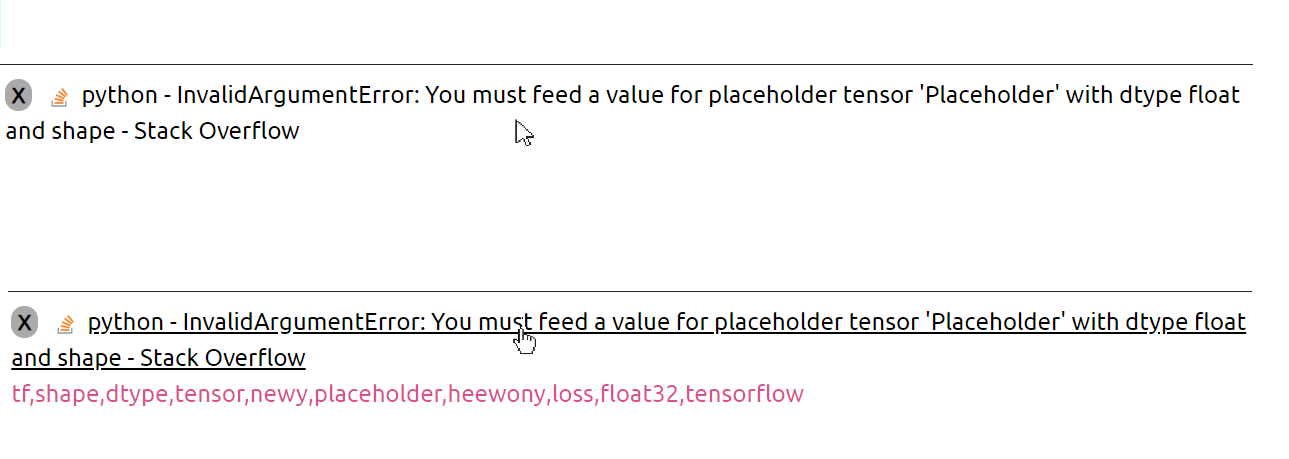 X python - InvalidArgumentError: You must feed a value for placeholder tensor 'Placeholder' with dtype float
and shape - Stack Overflow
X python - InvalidArgumentError: You must feed a value for placeholder tensor 'Placeholder' with dtype float
and shape - Stack Overflow
tf,shape,dtype,tensor,newy,placeholder,heewony,loss,float32,tensorflow